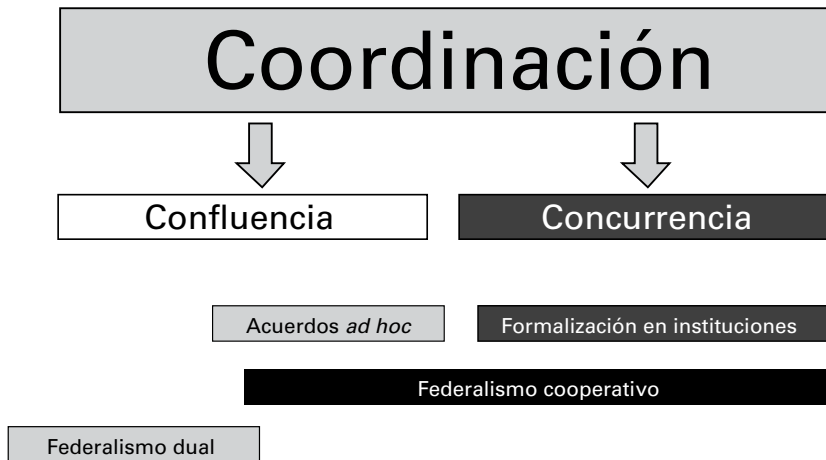 Coordinación
Confluencia
Concurrencia
Acuerdos ad hoc
Formalización en instituciones
Federalismo cooperativo
Federalismo dual